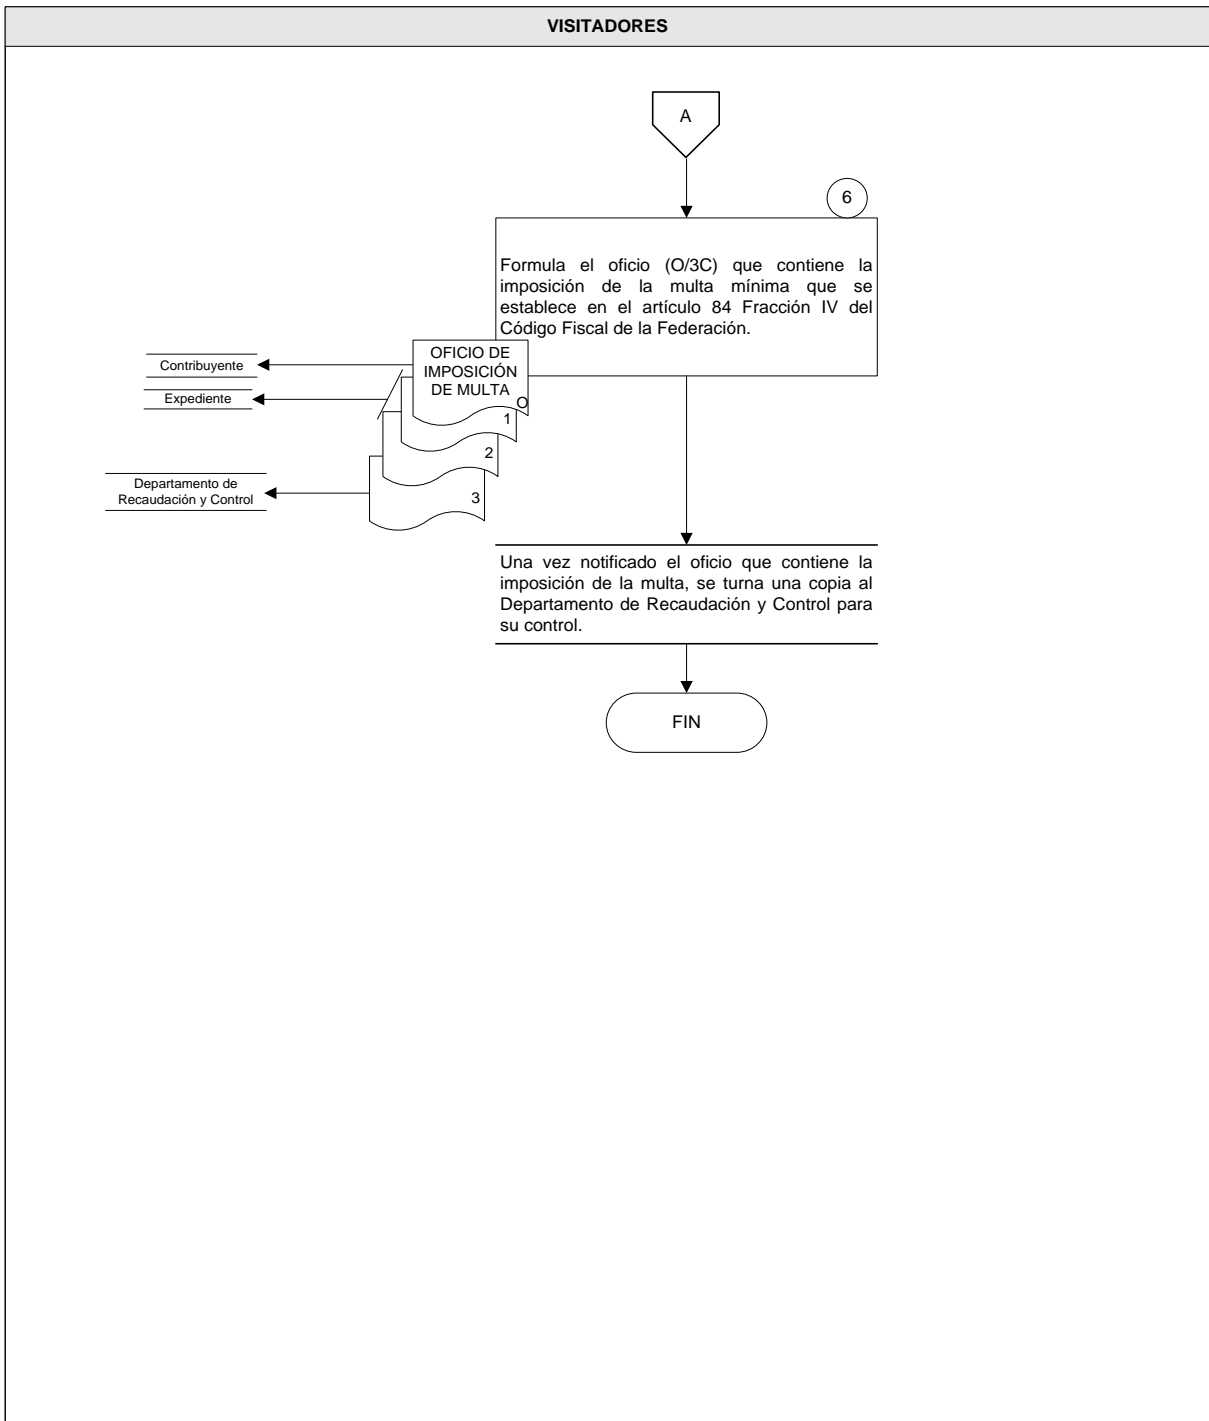 VISITADORES
A
6
Formula el oficio (O/3C) que contiene la
imposición de la multa mínima que se
establece en el artículo 84 Fracción IV del
Código Fiscal de la Federación.
OFICIO DE
IMPOSICIÓN
DE MULTA
O
1
2
3
Contribuyente
Expediente
Departamento de
Recaudación y Control
Una vez notificado el oficio que contiene la
imposición de la multa, se turna una copia al
Departamento de Recaudación y Control para
su control.
FIN